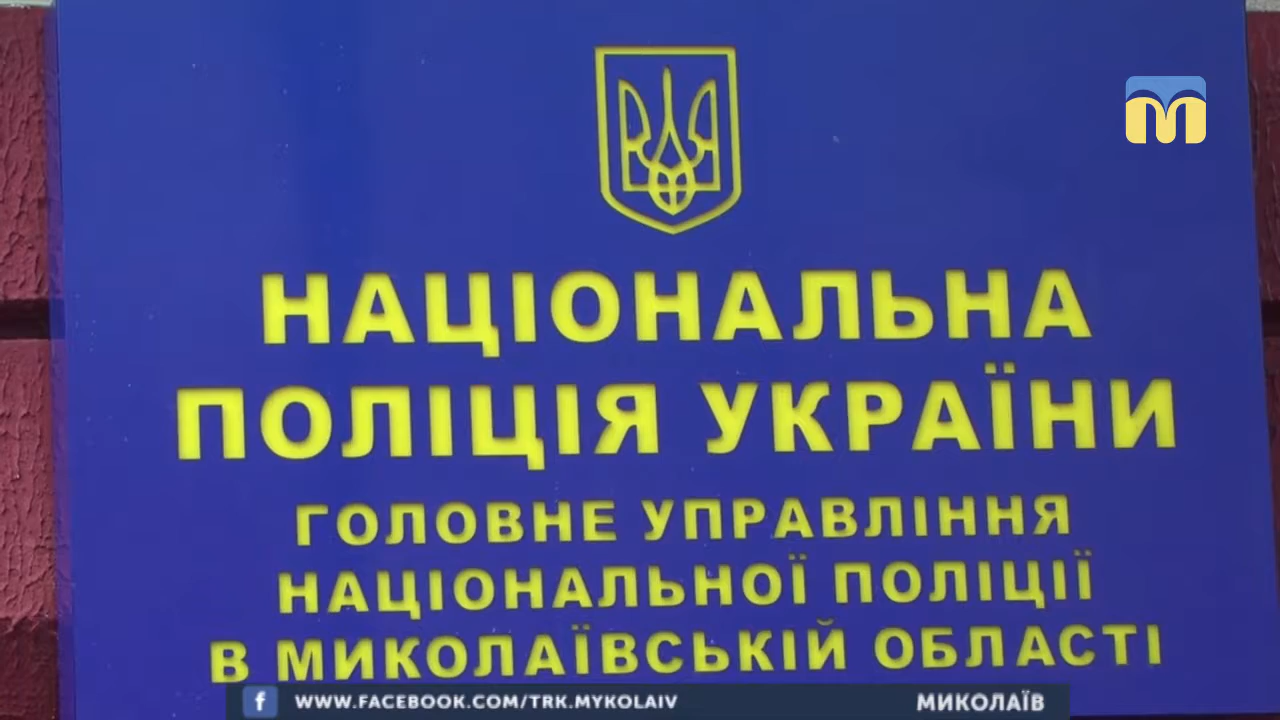 НАЦІОНАЛЬНА
ПОЛІЦІЯ УКРАЇНИ
ГОЛОВНЕ УПРАВЛІННЯ
НАЦІОНАЛЬНОЇ ПОЛІЦІЇ
В МИКОЛАЇВСЬКІЙ ОБЛАСТІ
WWW.FACEBOOK.COM/TRK.MYKOLAIV МИКОЛАЇВ